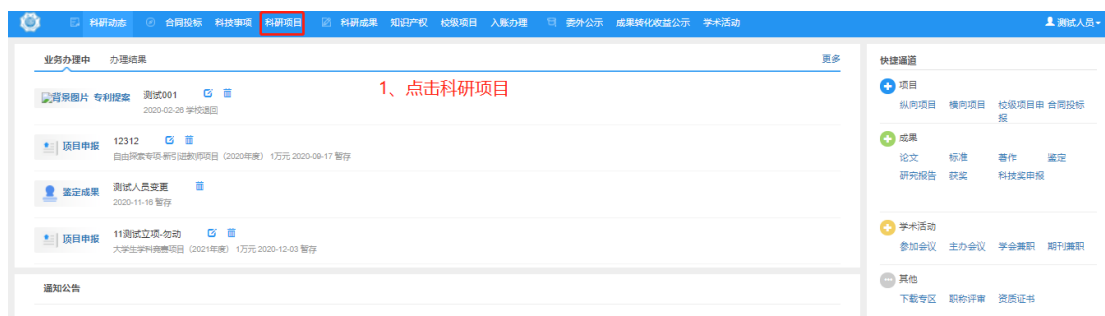 科研动态 合同投标 科技事项 科研项目 科研成果 知识产权 校级项目 入账办理 委外公示 成果转化收益公示 学术活动 测试人员
业务办理中 办理结果 更多
1、点击科研项目
背景图片 专利提案 测试001
2020-02-26 学校退回
项目申报 12312
自由探索专项-新引进教师项目（2020年度） 1万元 2020-09-17 暂存
鉴定成果 测试人员变更
2020-11-16 暂存
项目申报 11测试立项-勿动
大学生学科竞赛项目（2021年度） 1万元 2020-12-03 暂存
通知公告
快捷通道
项目
纵向项目 横向项目 校级项目申报 合同投标
成果
论文 标准 著作 鉴定
研究报告 获奖 科技奖申报
学术活动
参加会议 主办会议 学会兼职 期刊兼职
其他
下载专区 职称评审 资质证书